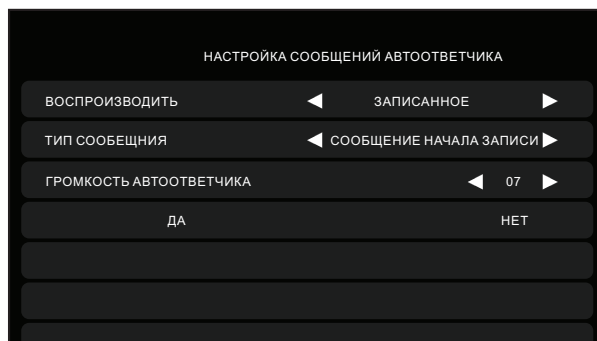 НАСТРОЙКА СООБЩЕНИЙ АВТООТВЕТЧИКА
ВОСПРОИЗВОДИТЬ ЗАПИСАННОЕ
ТИП СООБЕЩНИЯ СООБЩЕНИЕ НАЧАЛА ЗАПИСИ
ГРОМКОСТЬ АВТООТВЕТЧИКА 07
ДА НЕТ